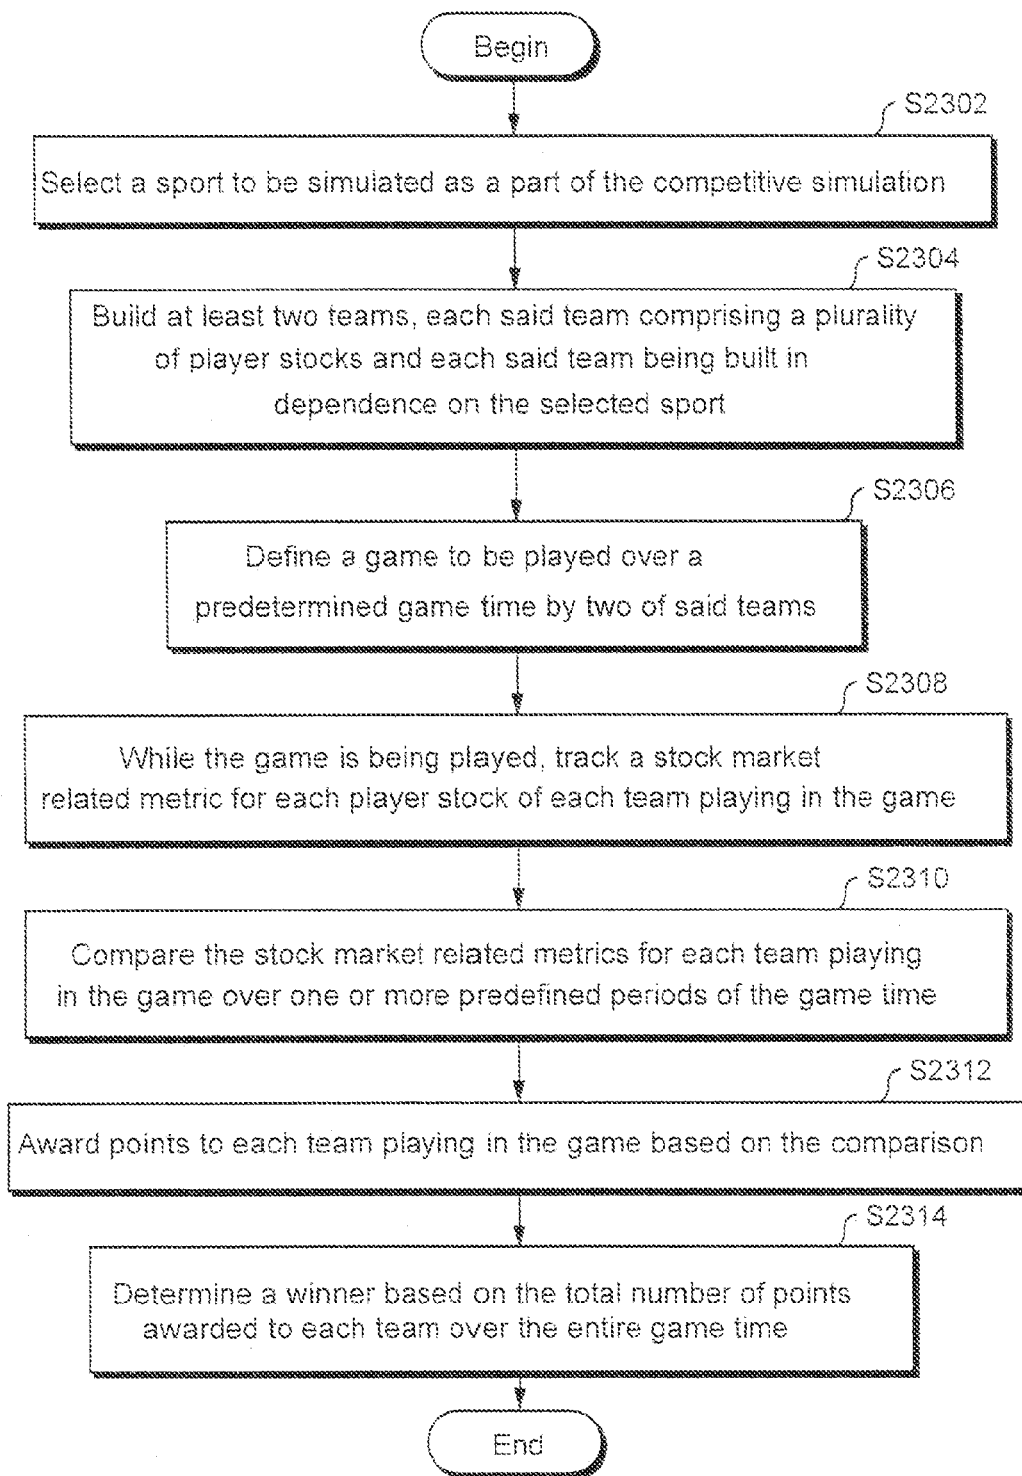 Begin
S2302
Select a sport to be simulated as a part of the competitive simulation
S2304
Build at least two teams, each said team comprising a plurality
of player stocks and each said team being built in
dependence on the selected sport
S2306
Define a game to be played over a
predetermined game time by two of said teams
S2308
While the game is being played, track a stock market
related metric for each player stock of each team playing in the game
S2310
Compare the stock market related metrics for each team playing
in the game over one or more predefined periods of the game time
S2312
Award points to each team playing in the game based on the comparison
S2314
Determine a winner based on the total number of points
awarded to each team over the entire game time
End